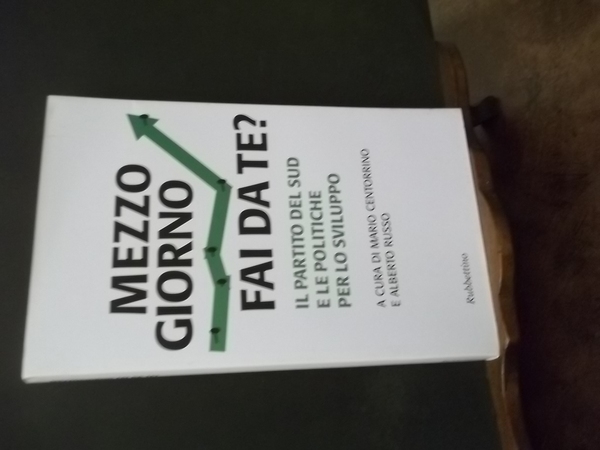 MEZZO
GIORNO
FAI DA TE?
IL PARTITO DEL SUD
E LE POLITICHE
PER LO SVILUPPO
A CURA DI MARIO CENTORRINO
E ALBERTO RUSSO
Rubbettino